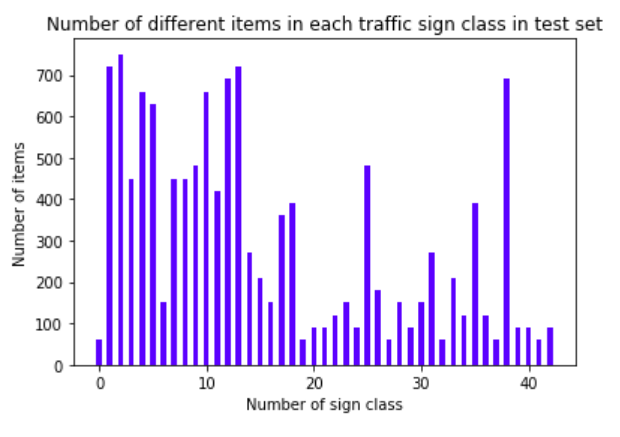 Number of different items in each traffic sign class in test set
700
600
500
400
300
200
100
0
Number of items
0 10 20 30 40
Number of sign class